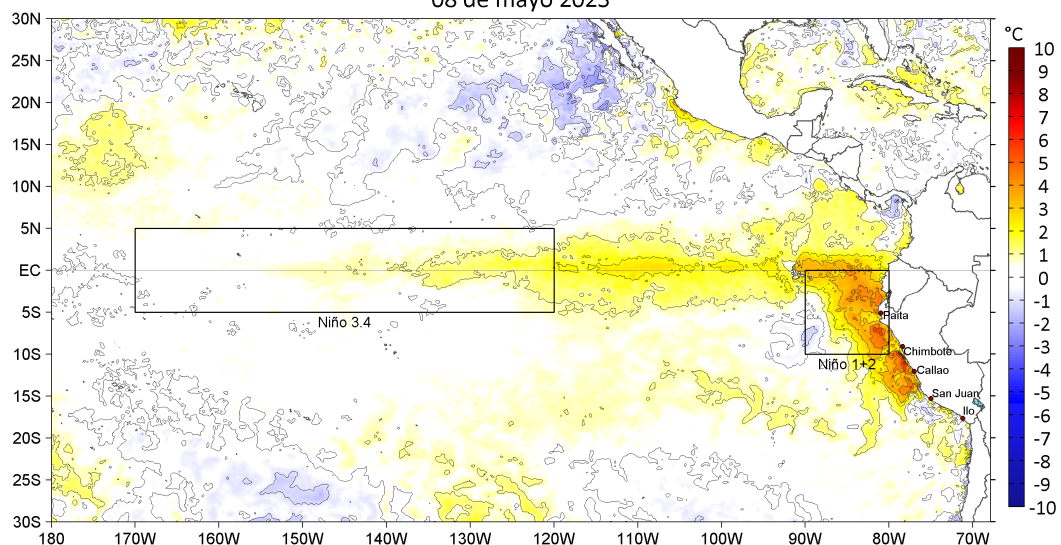 08 de mayo 2023
°C
30N
25N
20N
15N
10N
5N
EC
5S
10S
15S
20S
25S
30S
Niño 3.4
Niño 1+2
Paita
Chimbote
Callao
San Juan
Ilo
180 170W 160W 150W 140W 130W 120W 110W 100W 90W 80W 70W
10
9
8
7
6
5
4
3
2
1
0
-1
-2
-3
-4
-5
-6
-7
-8
-9
-10